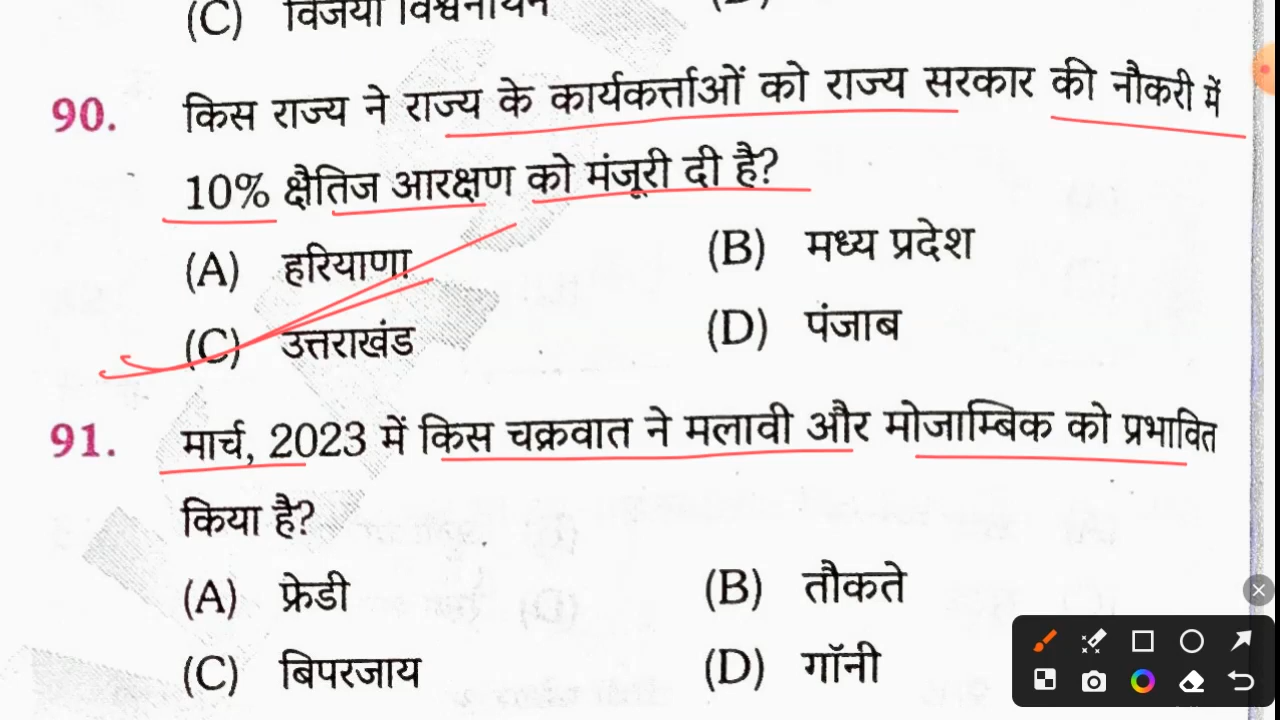 (C) विजया विश्वनाथन
90. किस राज्य ने राज्य के कार्यकर्त्ताओं को राज्य सरकार की नौकरी में
10% क्षैतिज आरक्षण को मंजूरी दी है?
(A) हरियाणा (B) मध्य प्रदेश
(C) उत्तराखंड (D) पंजाब
91. मार्च, 2023 में किस चक्रवात ने मलावी और मोजाम्बिक को प्रभावित
किया है?
(A) फ्रेडी (B) तौकते
(C) बिपरजाय (D) गॉनी